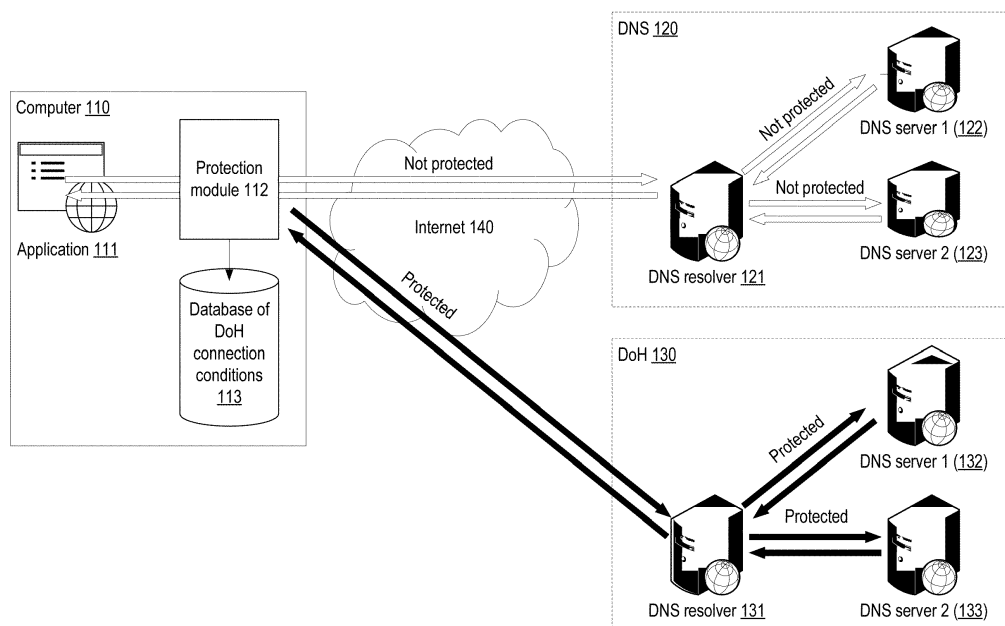 DNS 120
Not protected
DNS server 1 (122)
Computer 110
Protection
module 112
Not protected
Not protected
Internet 140
Application 111
DNS resolver 121
DNS server 2 (123)
Protected
Database of
DoH
connection
conditions
113
DoH 130
Protected
DNS server 1 (132)
Protected
DNS resolver 131
DNS server 2 (133)